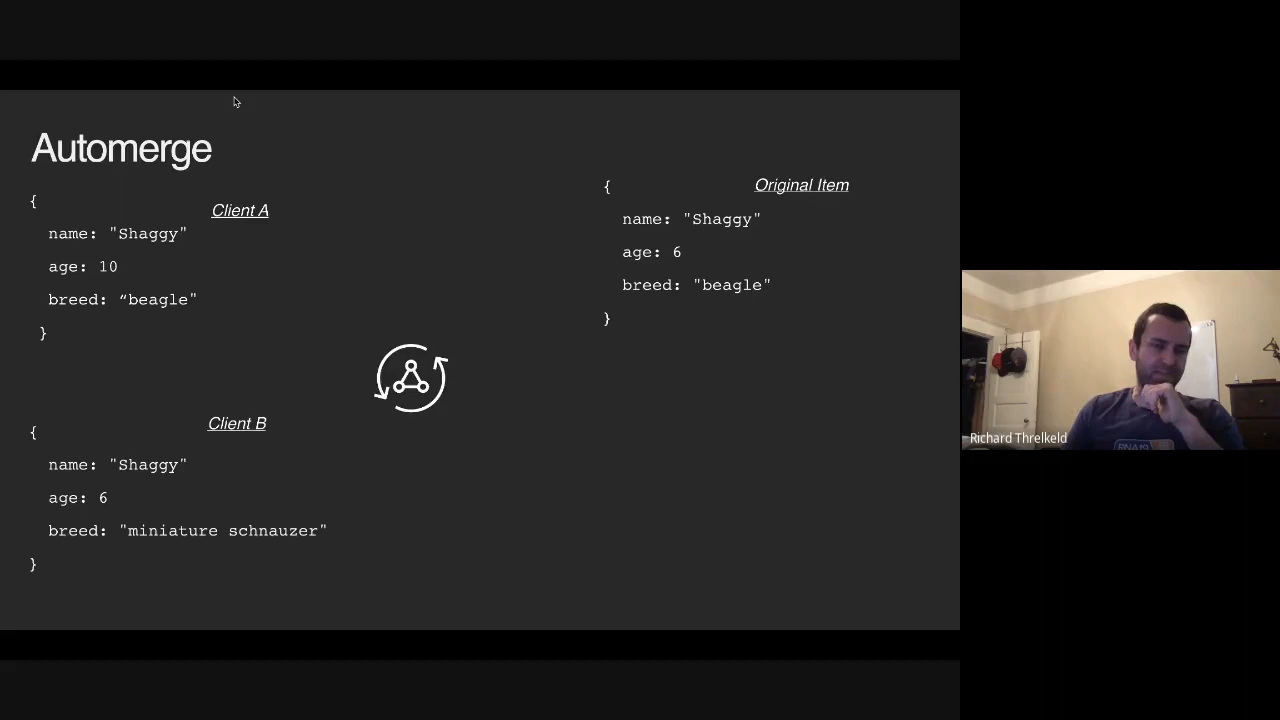 Automerge
{
Client A
name: "Shaggy"
age: 10
breed: “beagle"
}
Client B
{
name: "Shaggy"
age: 6
breed: "miniature schnauzer"
}
{
Original Item
name: "Shaggy"
age: 6
breed: "beagle"
}
Richard Threlkeld